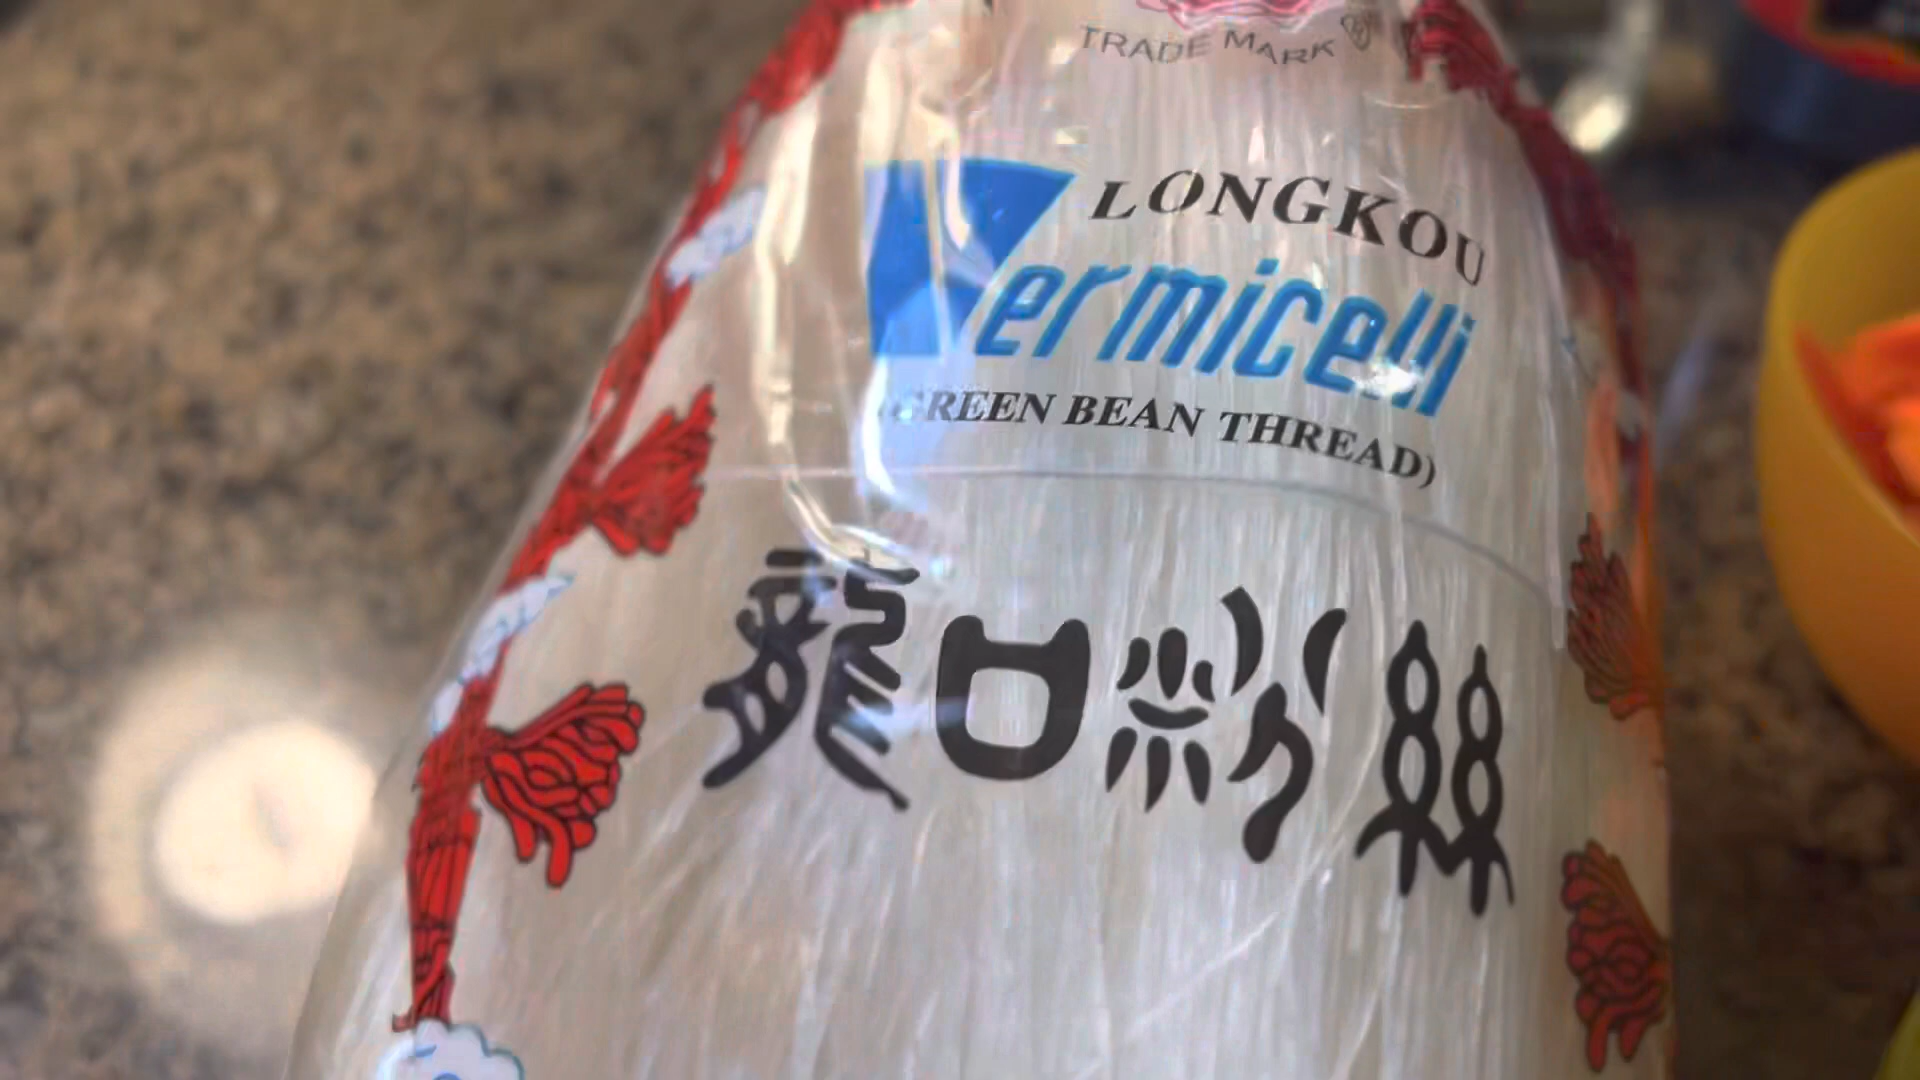 TRADE MARK
LONGKOU
Vermicelli
(GREEN BEAN THREAD)
龍口粉絲